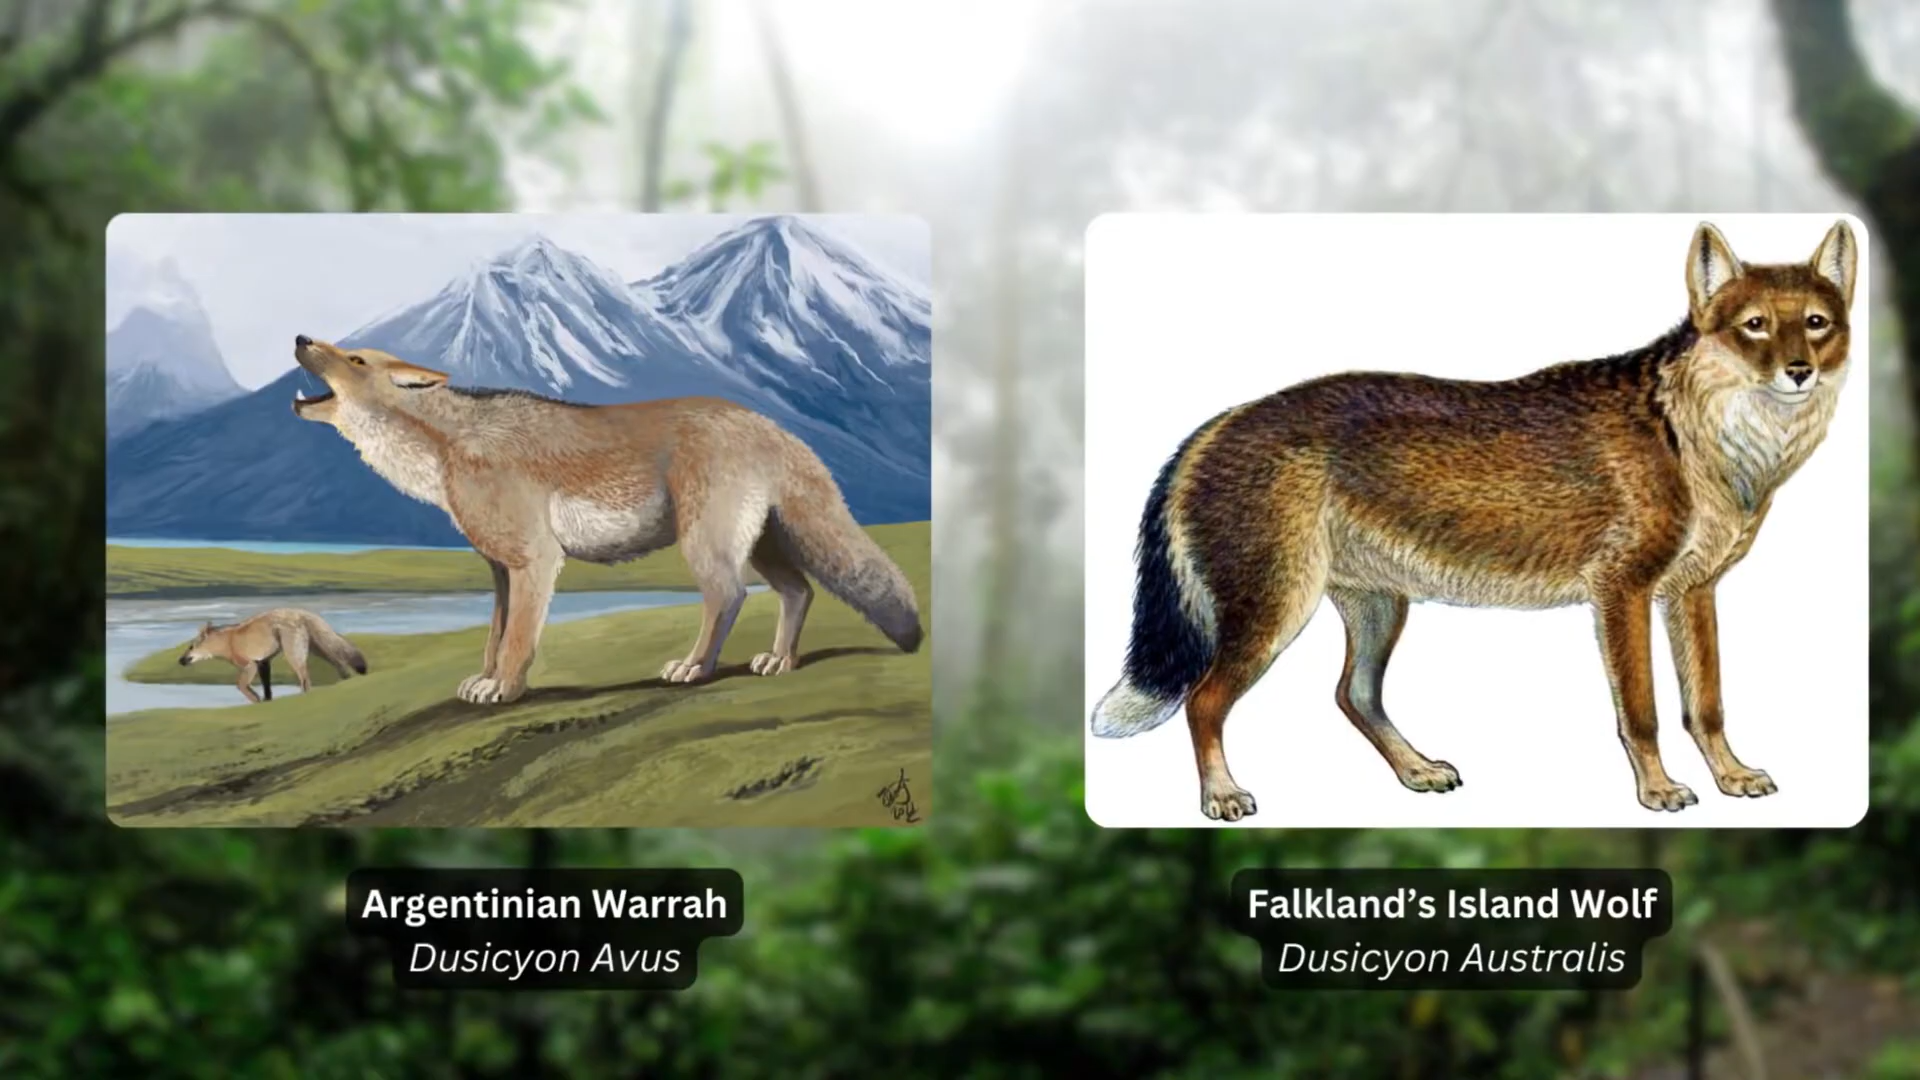 Argentinian Warrah
Dusicyon Avus
Falkland’s Island Wolf
Dusicyon Australis